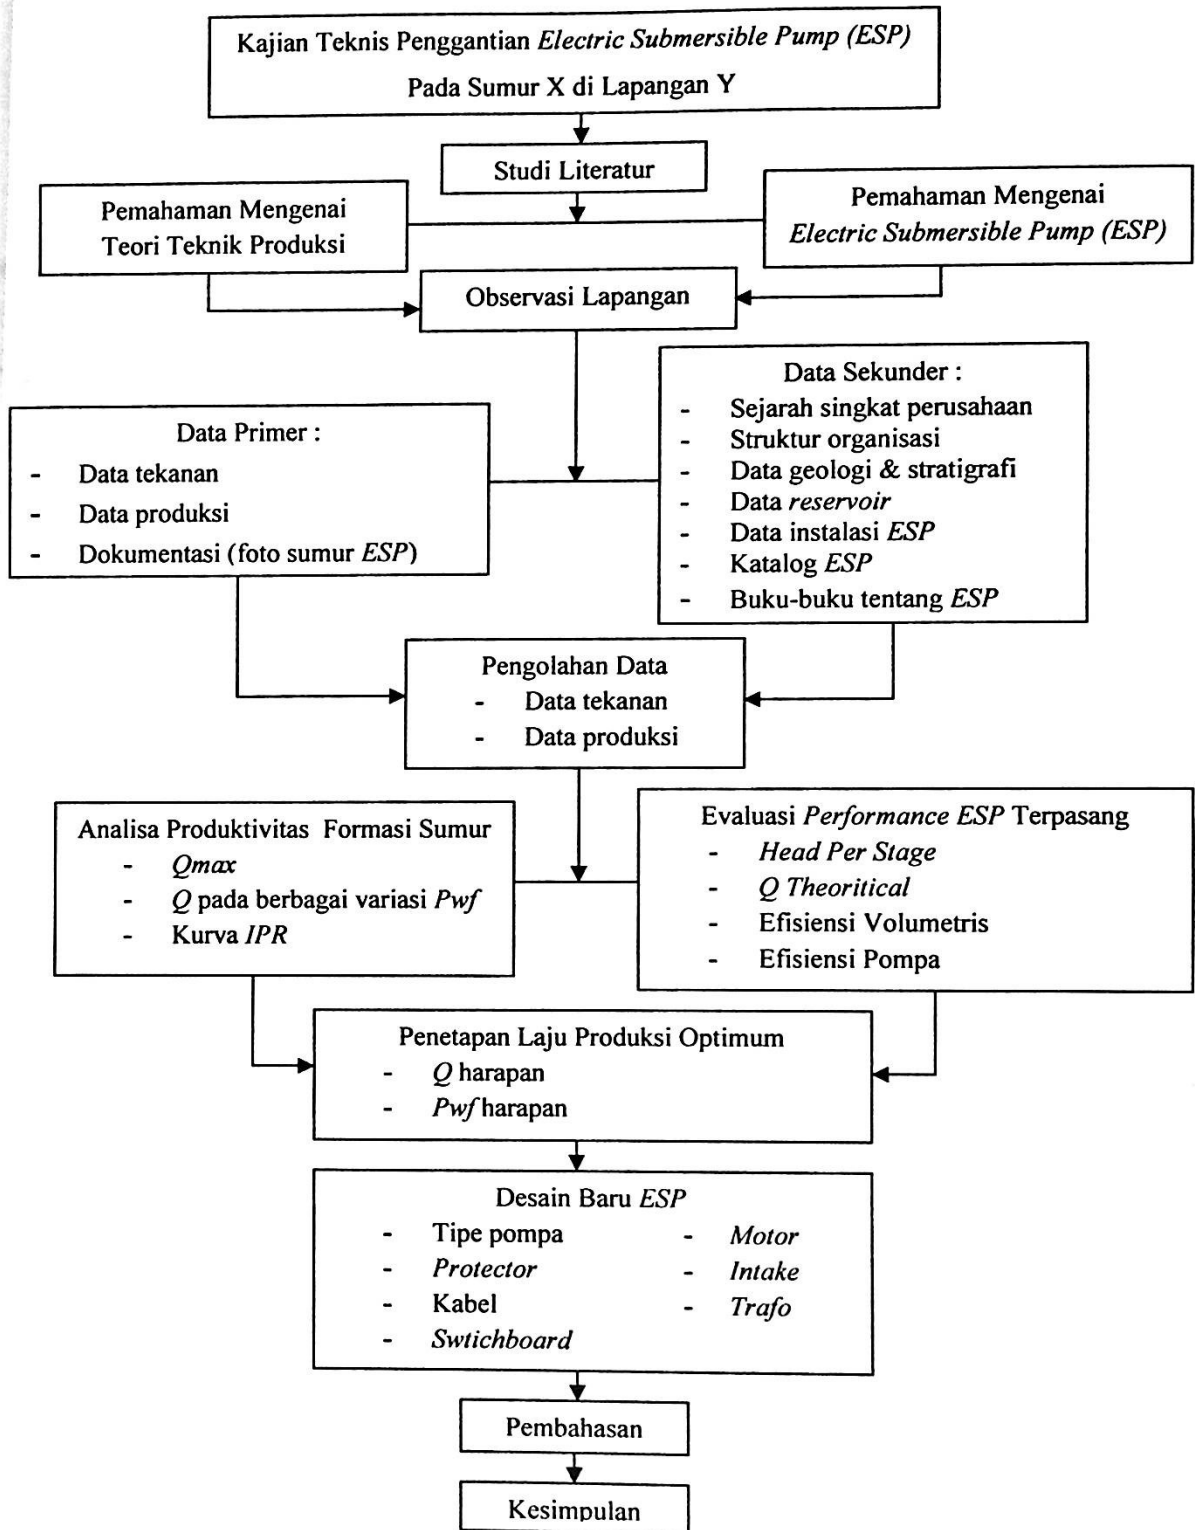 Kajian Teknis Penggantian Electric Submersible Pump (ESP)
Pada Sumur X di Lapangan Y
Studi Literatur
Pemahaman Mengenai
Teori Teknik Produksi
Pemahaman Mengenai
Electric Submersible Pump (ESP)
Observasi Lapangan
Data Primer :
- Data tekanan
- Data produksi
- Dokumentasi (foto sumur ESP)
Data Sekunder :
- Sejarah singkat perusahaan
- Struktur organisasi
- Data geologi & stratigrafi
- Data reservoir
- Data instalasi ESP
- Katalog ESP
- Buku-buku tentang ESP
Pengolahan Data
- Data tekanan
- Data produksi
Analisa Produktivitas Formasi Sumur
- Qmax
- Q pada berbagai variasi Pwf
- Kurva IPR
Evaluasi Performance ESP Terpasang
- Head Per Stage
- Q Theoritical
- Efisiensi Volumetris
- Efisiensi Pompa
Penetapan Laju Produksi Optimum
- Q harapan
- Pwf harapan
Desain Baru ESP
- Tipe pompa
- Protector
- Kabel
- Swtichboard
- Motor
- Intake
- Trafo
Pembahasan
Kesimpulan